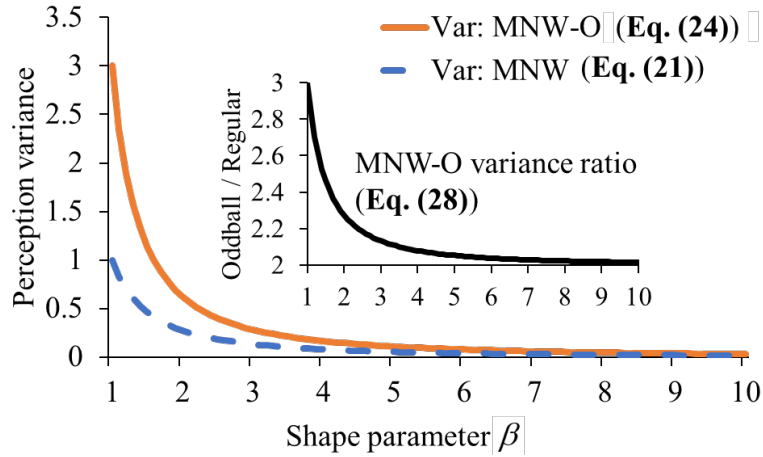 Var: MNW-O (Eq. (24))
Var: MNW (Eq. (21))
Perception variance
3.5
3
2.5
2
1.5
1
0.5
0
1 2 3 4 5 6 7 8 9 10
Shape parameter β
Oddball / Regular
3
2.8
2.6
2.4
2.2
2
MNW-O variance ratio
(Eq. (28))
1 2 3 4 5 6 7 8 9 10